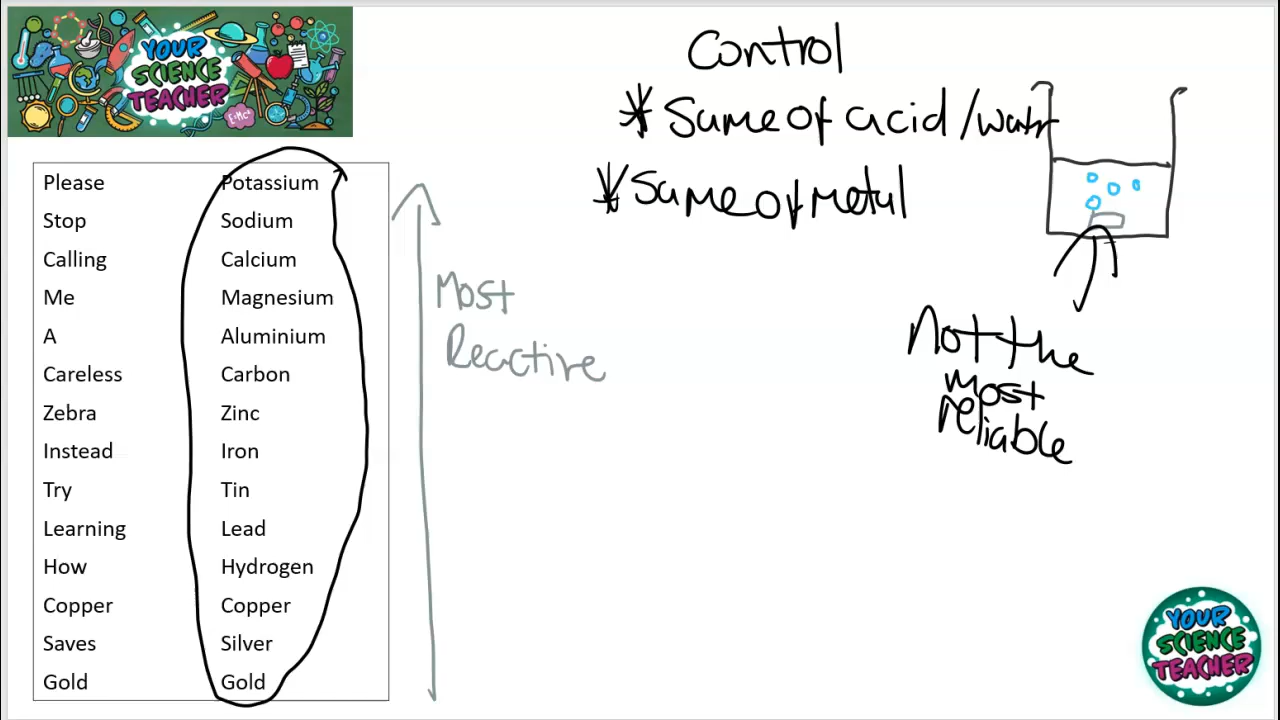 YOUR
SCIENCE
TEACHER
E=MC²
Control
* Same of acid/water
* Same of metal
Please Potassium
Stop Sodium
Calling Calcium
Me Magnesium
A Aluminium
Careless Carbon
Zebra Zinc
Instead Iron
Try Tin
Learning Lead
How Hydrogen
Copper Copper
Saves Silver
Gold Gold
Most
Reactive
Not the
most
reliable
YOUR
SCIENCE
TEACHER